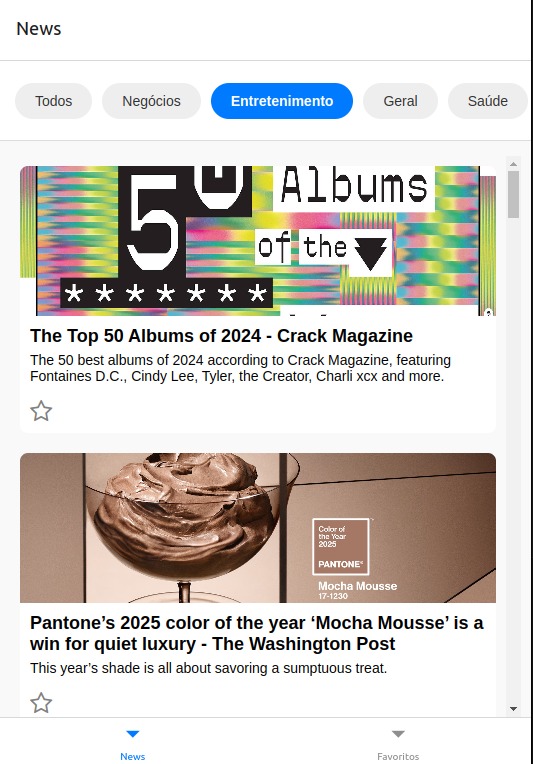 News
Todos Negócios Entretenimento Geral Saúde
50 Albums
of the
* * * * * * *
The Top 50 Albums of 2024 - Crack Magazine
The 50 best albums of 2024 according to Crack Magazine, featuring
Fontaines D.C., Cindy Lee, Tyler, the Creator, Charli xcx and more.
Color of
the Year
2025
PANTONE®
Mocha Mousse
17-1230
Pantone’s 2025 color of the year ‘Mocha Mousse’ is a
win for quiet luxury - The Washington Post
This year’s shade is all about savoring a sumptuous treat.
News Favoritos